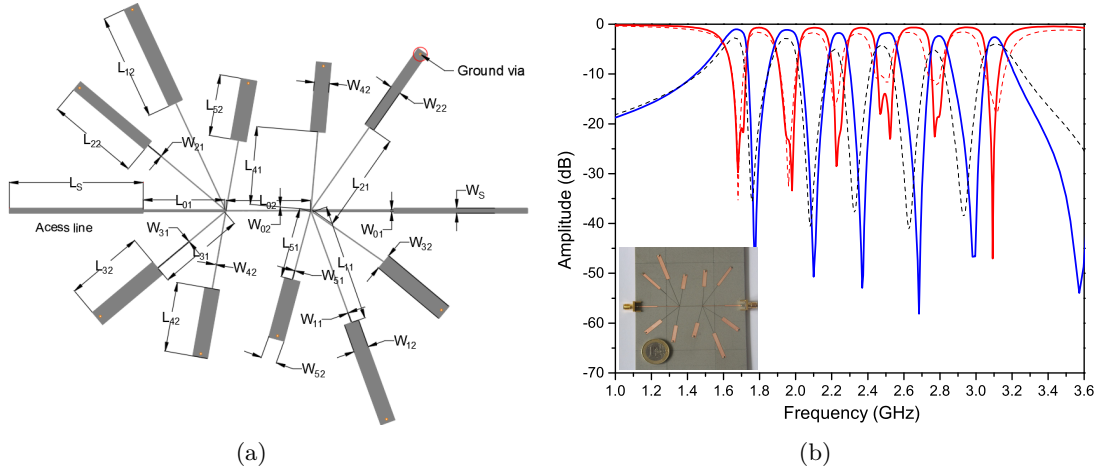 L12
L52
W42
Ground via
W22
L22
W21
L41
L21
LS
L01
L02
WS
Acess line
W02
W01
W31
L31
L51
L11
W32
L32
W42
W51
L42
W11
W12
W52
(a)
0
-10
-20
-30
-40
-50
-60
-70
Amplitude (dB)
1.0 1.2 1.4 1.6 1.8 2.0 2.2 2.4 2.6 2.8 3.0 3.2 3.4 3.6
Frequency (GHz)
(b)